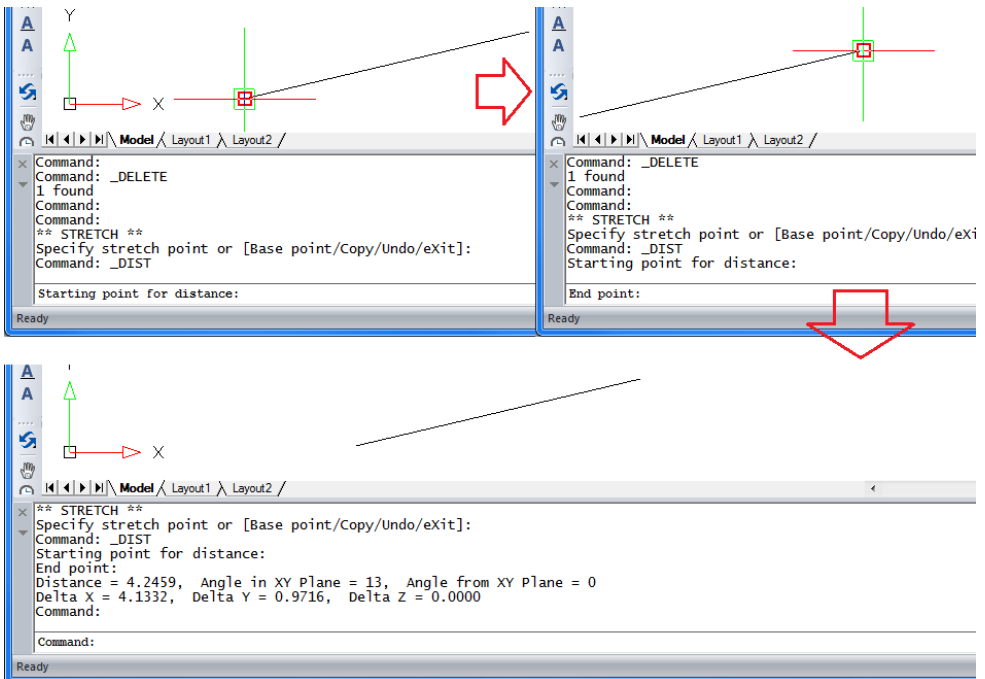 A
Y
A
X
Model / Layout1 \ Layout2 /
Command:
Command: _DELETE
1 found
Command:
Command:
** STRETCH **
Specify stretch point or [Base point/Copy/Undo/eXit]:
Command: _DIST
Starting point for distance:
Ready
A
A
Model / Layout1 \ Layout2 /
Command: _DELETE
1 found
Command:
Command:
** STRETCH **
Specify stretch point or [Base point/Copy/Undo/eXi
Command: _DIST
Starting point for distance:
End point:
Ready
A
A
X
Model / Layout1 \ Layout2 /
** STRETCH **
Specify stretch point or [Base point/Copy/Undo/eXit]:
Command: _DIST
Starting point for distance:
End point:
Distance = 4.2459,  Angle in XY Plane = 13,  Angle from XY Plane = 0
Delta X = 4.1332,  Delta Y = 0.9716,  Delta Z = 0.0000
Command:
Command:
Ready